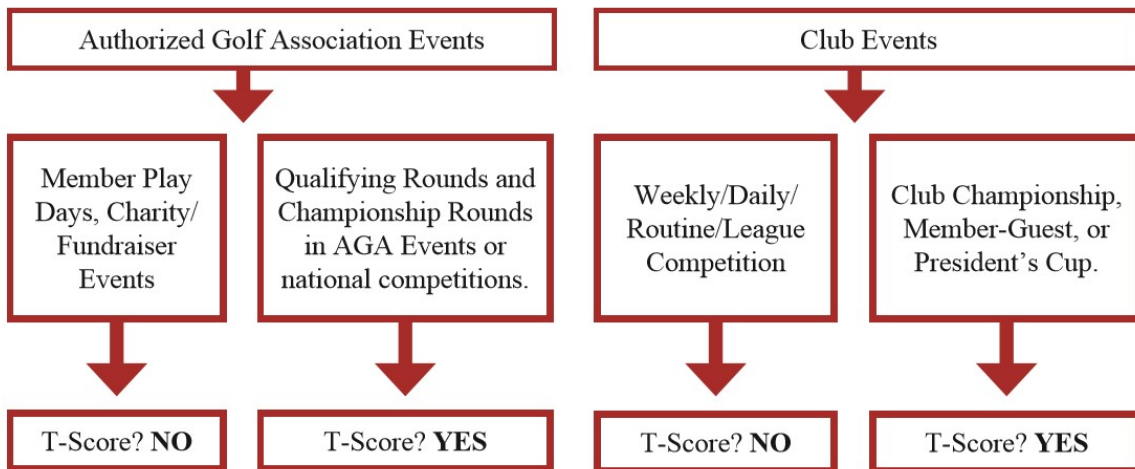 Authorized Golf Association Events
Club Events
Member Play
Days, Charity/
Fundraiser
Events
Qualifying Rounds and
Championship Rounds
in AGA Events or
national competitions.
Weekly/Daily/
Routine/League
Competition
Club Championship,
Member-Guest, or
President’s Cup.
T-Score? NO
T-Score? YES
T-Score? NO
T-Score? YES